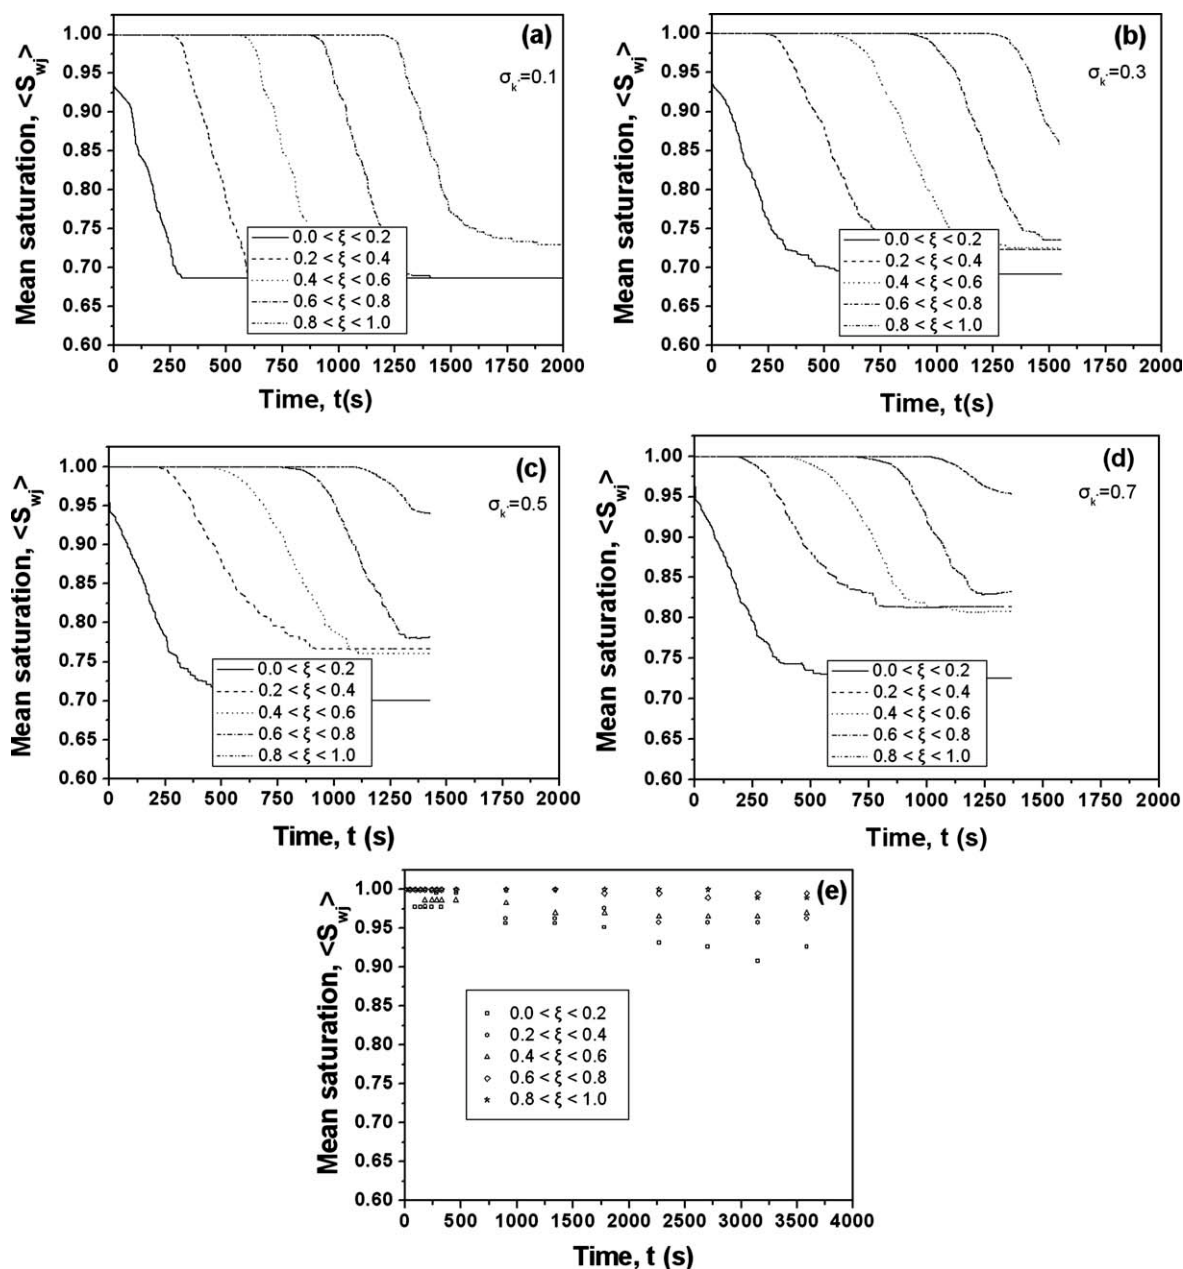 (a)
σk'=0.1
Mean saturation, <Swj>
1.00
0.95
0.90
0.85
0.80
0.75
0.70
0.65
0.60
0.0 < ξ < 0.2
0.2 < ξ < 0.4
0.4 < ξ < 0.6
0.6 < ξ < 0.8
0.8 < ξ < 1.0
0 250 500 750 1000 1250 1500 1750 2000
Time, t(s)
(b)
σk'=0.3
Mean saturation, <Swj>
1.00
0.95
0.90
0.85
0.80
0.75
0.70
0.65
0.60
0.0 < ξ < 0.2
0.2 < ξ < 0.4
0.4 < ξ < 0.6
0.6 < ξ < 0.8
0.8 < ξ < 1.0
0 250 500 750 1000 1250 1500 1750 2000
Time, t(s)
(c)
σk'=0.5
Mean saturation, <Swj>
1.00
0.95
0.90
0.85
0.80
0.75
0.70
0.65
0.60
0.0 < ξ < 0.2
0.2 < ξ < 0.4
0.4 < ξ < 0.6
0.6 < ξ < 0.8
0.8 < ξ < 1.0
0 250 500 750 1000 1250 1500 1750 2000
Time, t (s)
(d)
σk'=0.7
Mean saturation, <Swj>
1.00
0.95
0.90
0.85
0.80
0.75
0.70
0.65
0.60
0.0 < ξ < 0.2
0.2 < ξ < 0.4
0.4 < ξ < 0.6
0.6 < ξ < 0.8
0.8 < ξ < 1.0
0 250 500 750 1000 1250 1500 1750 2000
Time, t (s)
(e)
Mean saturation, <Swj>
1.00
0.95
0.90
0.85
0.80
0.75
0.70
0.65
0.60
0.0 < ξ < 0.2
0.2 < ξ < 0.4
0.4 < ξ < 0.6
0.6 < ξ < 0.8
0.8 < ξ < 1.0
0 500 1000 1500 2000 2500 3000 3500 4000
Time, t (s)